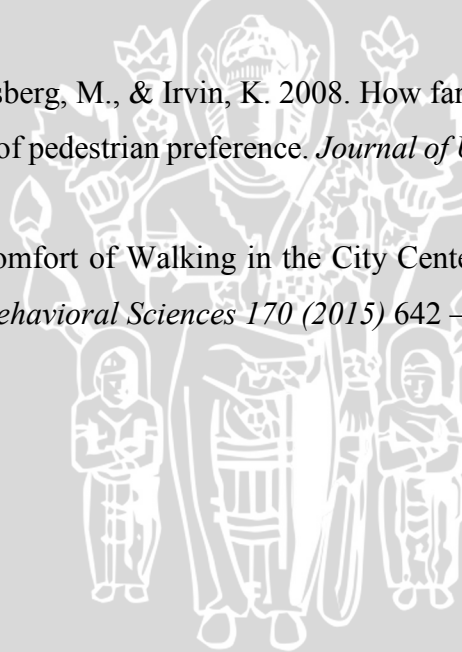 sberg, M., & Irvin, K. 2008. How far
of pedestrian preference. Journal of U
omfort of Walking in the City Cente
ehavioral Sciences 170 (2015) 642 –